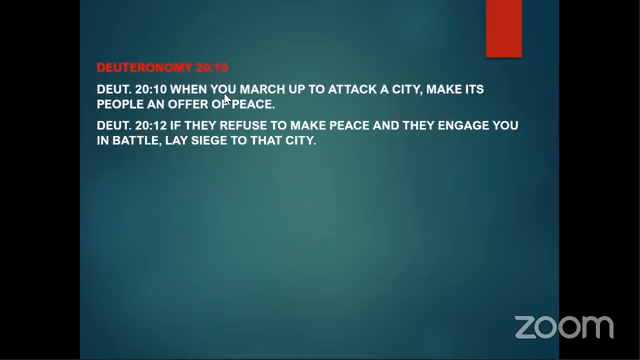 DEUTERONOMY 20:10
DEUT. 20:10 WHEN YOU MARCH UP TO ATTACK A CITY, MAKE ITS
PEOPLE AN OFFER OF PEACE.
DEUT. 20:12 IF THEY REFUSE TO MAKE PEACE AND THEY ENGAGE YOU
IN BATTLE, LAY SIEGE TO THAT CITY.
zoom